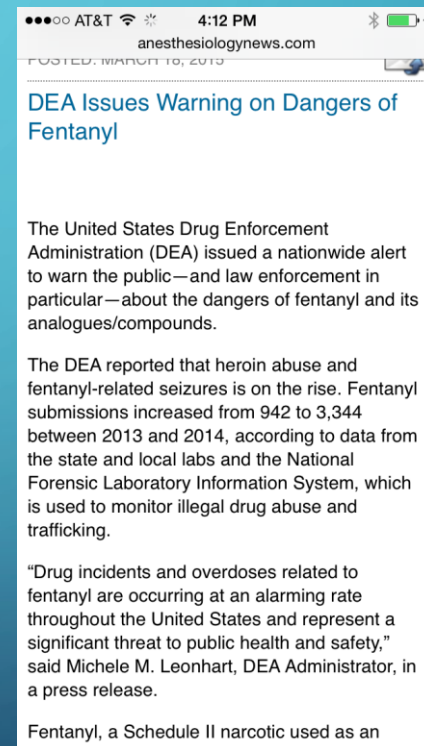 ●●●○○ AT&T 4:12 PM
anesthesiologynews.com
POSTED: MARCH 18, 2015
DEA Issues Warning on Dangers of
Fentanyl
The United States Drug Enforcement
Administration (DEA) issued a nationwide alert
to warn the public—and law enforcement in
particular—about the dangers of fentanyl and its
analogues/compounds.
The DEA reported that heroin abuse and
fentanyl-related seizures is on the rise. Fentanyl
submissions increased from 942 to 3,344
between 2013 and 2014, according to data from
the state and local labs and the National
Forensic Laboratory Information System, which
is used to monitor illegal drug abuse and
trafficking.
“Drug incidents and overdoses related to
fentanyl are occurring at an alarming rate
throughout the United States and represent a
significant threat to public health and safety,”
said Michele M. Leonhart, DEA Administrator, in
a press release.
Fentanyl, a Schedule II narcotic used as an